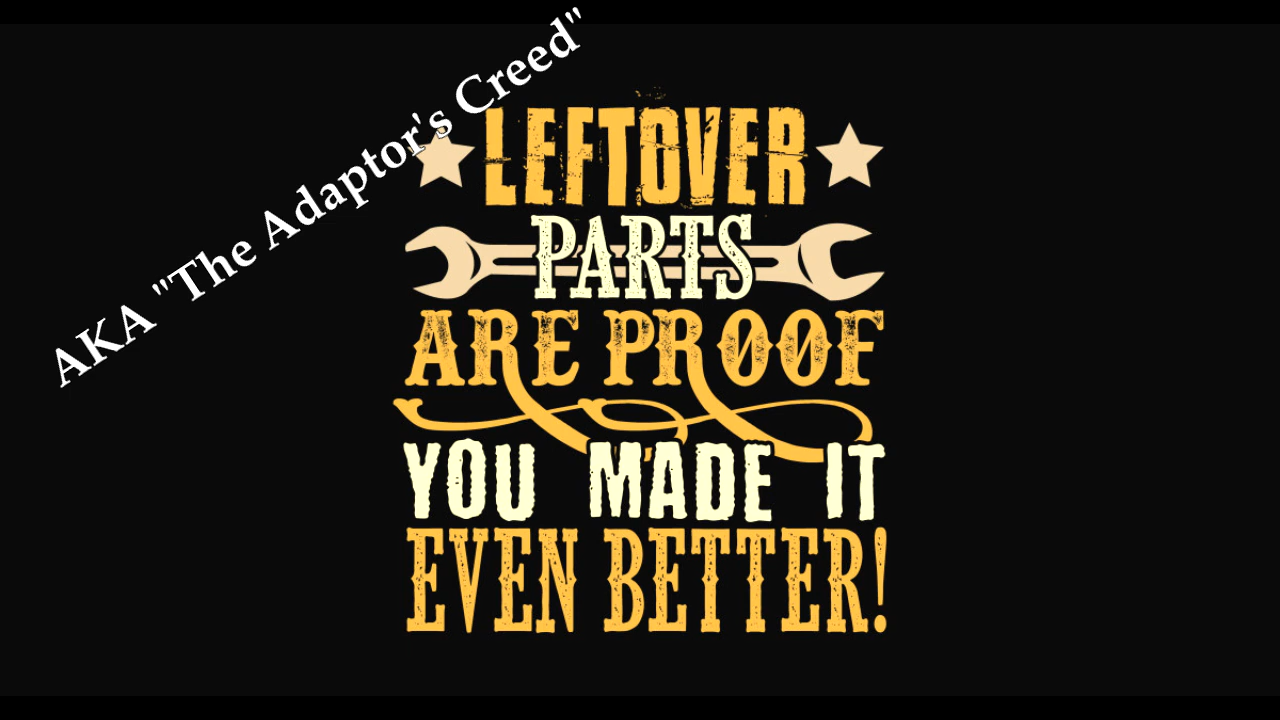 AKA "The Adaptor's Creed"
LEFTOVER
PARTS
ARE PROOF
YOU MADE IT
EVEN BETTER!